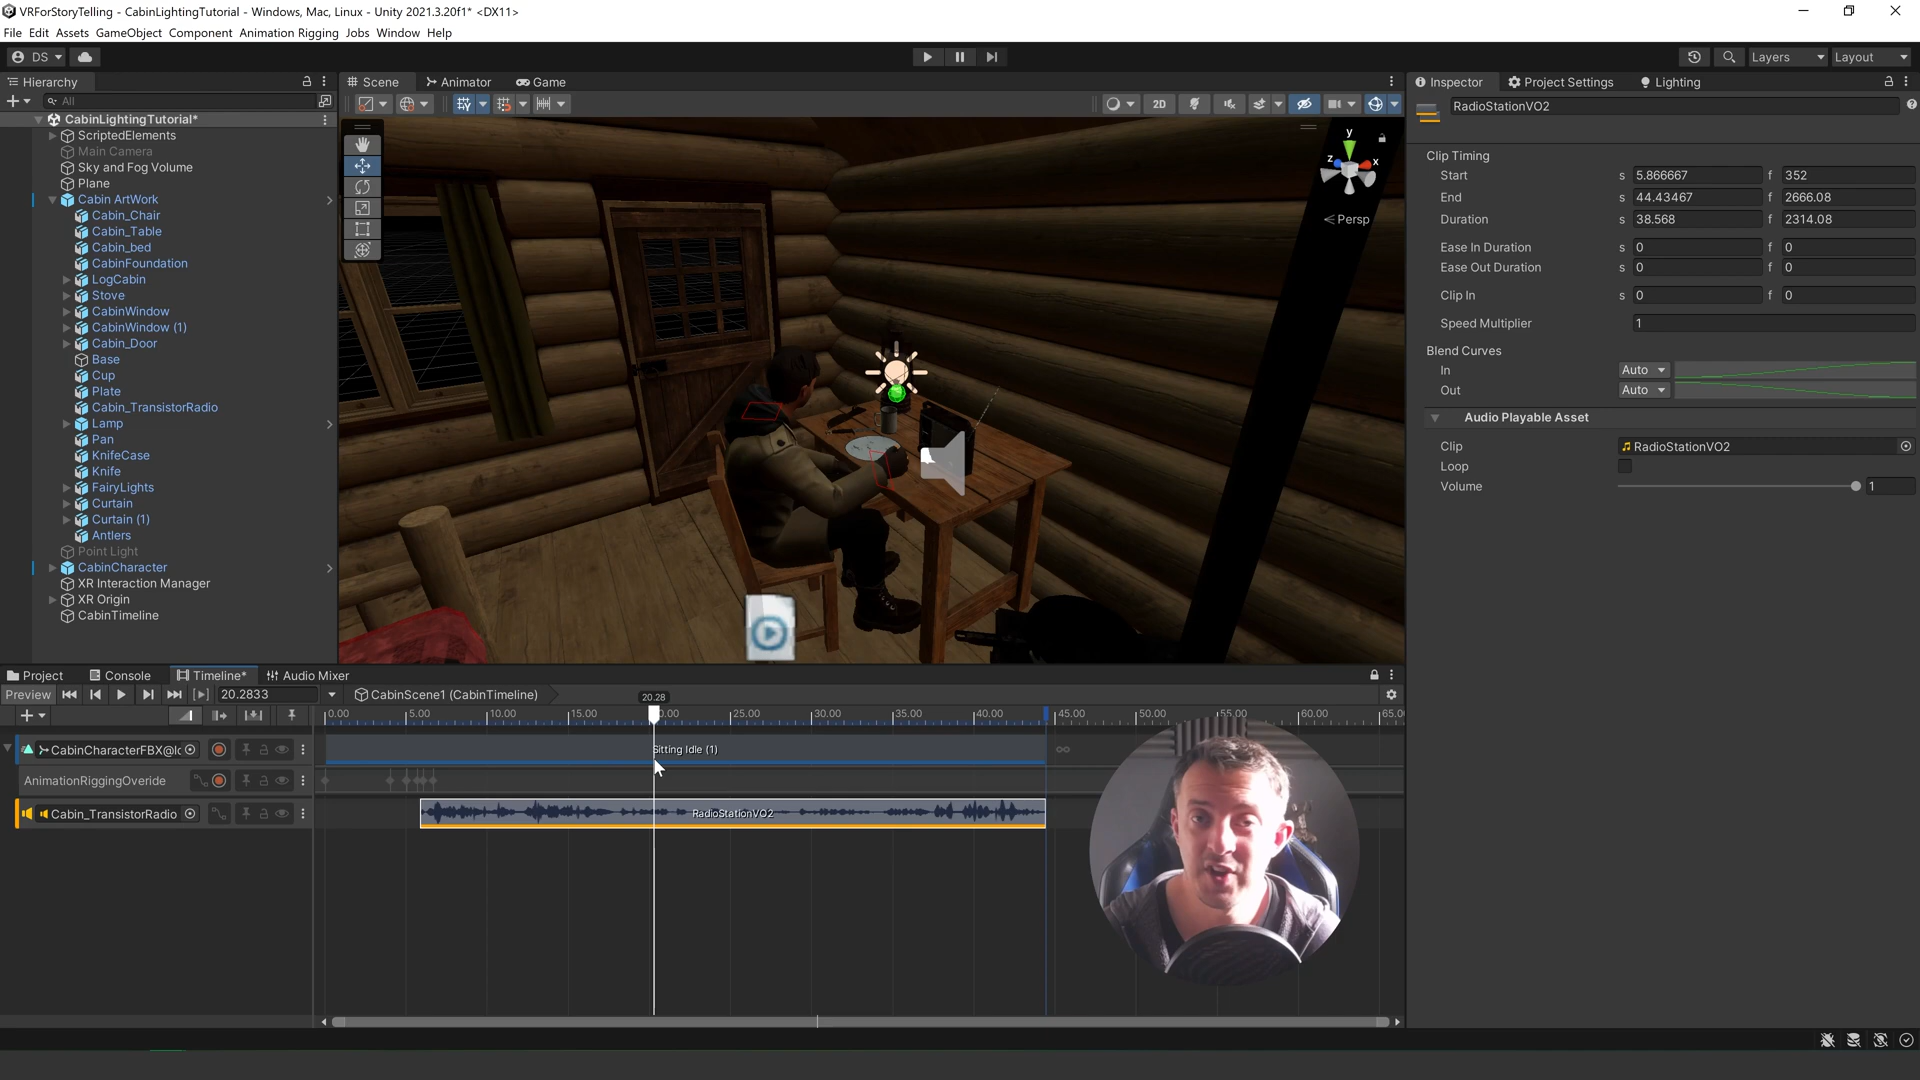 VRForStoryTelling - CabinLightingTutorial - Windows, Mac, Linux - Unity 2021.3.20f1* <DX11>
File Edit Assets GameObject Component Animation Rigging Jobs Window Help
DS
Layers
Layout
Hierarchy
All
CabinLightingTutorial*
ScriptedElements
Main Camera
Sky and Fog Volume
Plane
Cabin ArtWork
Cabin_Chair
Cabin_Table
Cabin_bed
CabinFoundation
LogCabin
Stove
CabinWindow
CabinWindow (1)
Cabin_Door
Base
Cup
Plate
Cabin_TransistorRadio
Lamp
Pan
KnifeCase
Knife
FairyLights
Curtain
Curtain (1)
Antlers
Point Light
CabinCharacter
XR Interaction Manager
XR Origin
CabinTimeline
Scene
Animator
Game
2D
y
z
x
Persp
Inspector
Project Settings
Lighting
RadioStationVO2
Clip Timing
Start s 5.866667 f 352
End s 44.43467 f 2666.08
Duration s 38.568 f 2314.08
Ease In Duration s 0 f 0
Ease Out Duration s 0 f 0
Clip In s 0 f 0
Speed Multiplier 1
Blend Curves
In Auto
Out Auto
Audio Playable Asset
Clip RadioStationVO2
Loop
Volume 1
Project
Console
Timeline*
Audio Mixer
Preview
20.2833
CabinScene1 (CabinTimeline)
20.28
0.00 5.00 10.00 15.00 25.00 30.00 35.00 40.00 45.00 50.00 55.00 60.00
Sitting Idle (1)
AnimationRiggingOveride
Cabin_TransistorRadio
RadioStationVO2